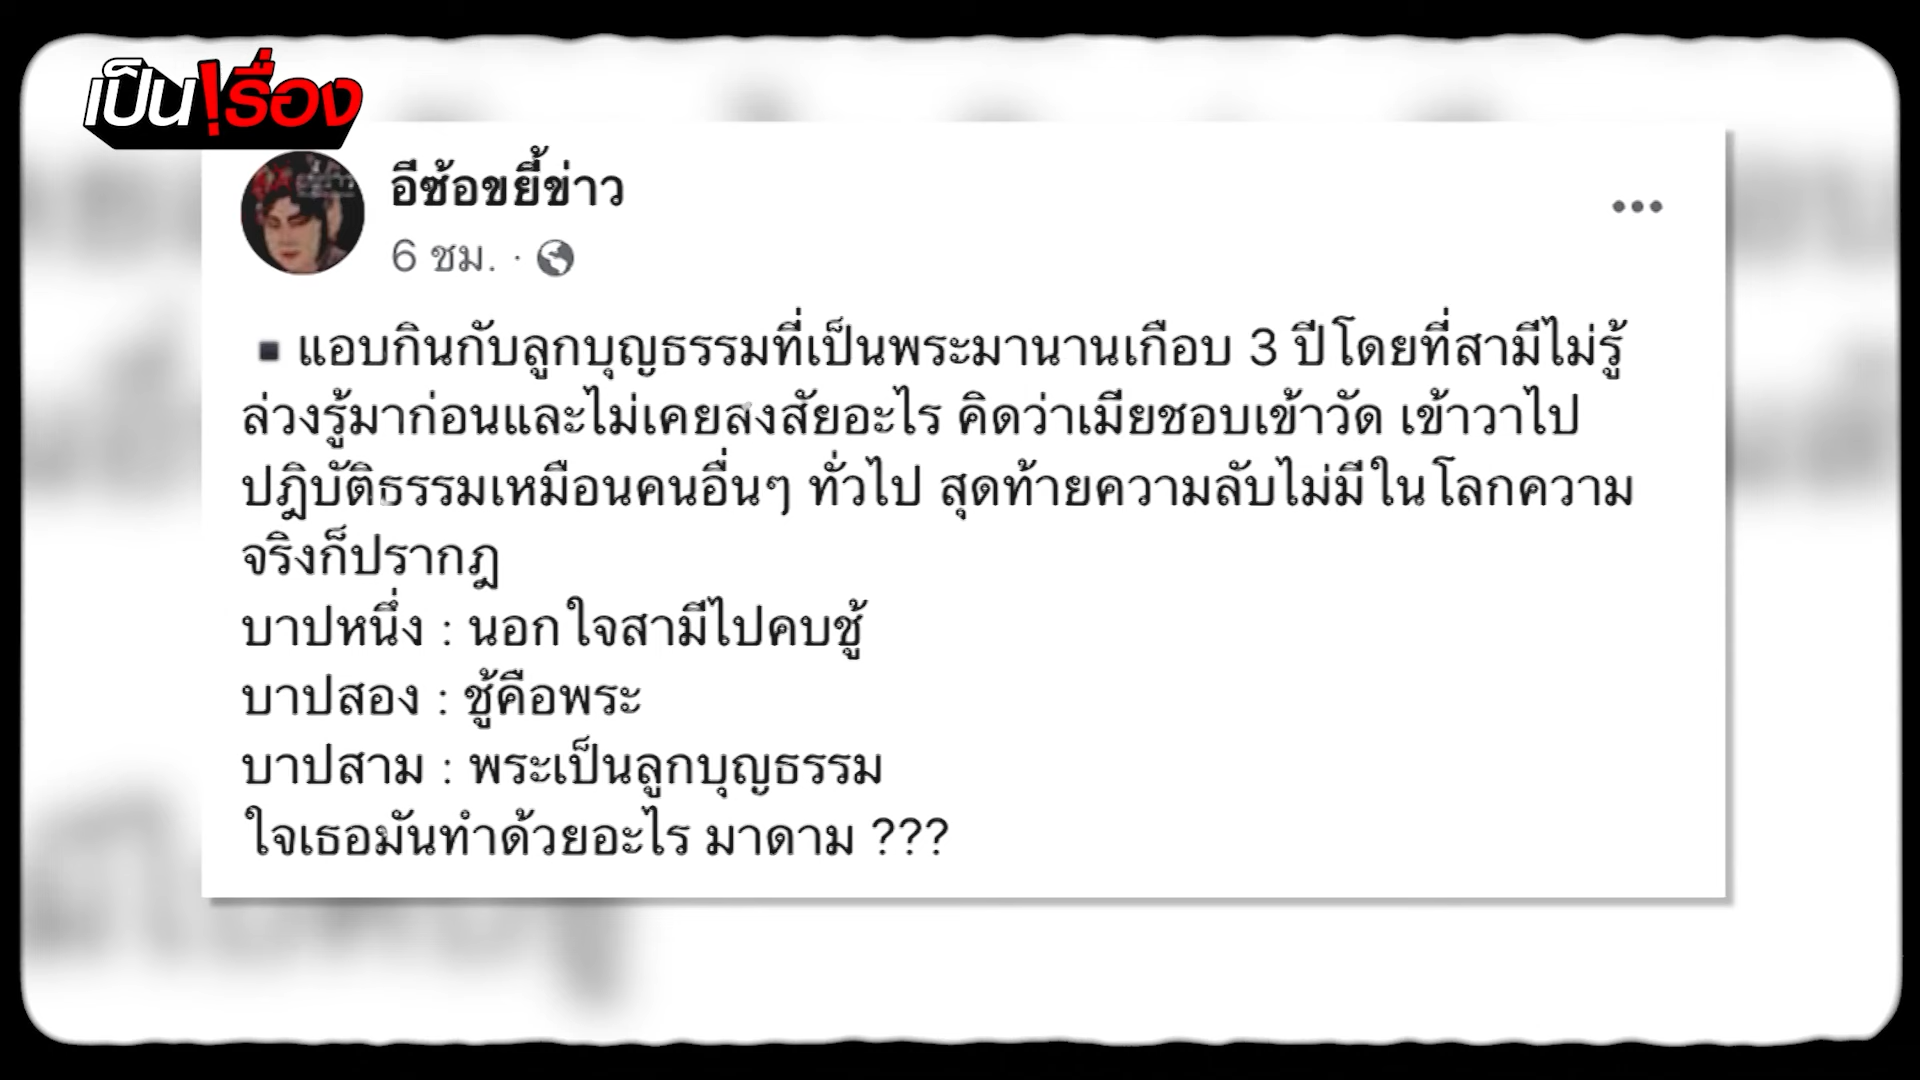 เป็น!รื่อง
อีซ้อขยี้ข่าว
6 ชม. ·
▪ แอบกินกับลูกบุญธรรมที่เป็นพระมานานเกือบ 3 ปีโดยที่สามีไม่รู้
ล่วงรู้มาก่อนและไม่เคยสงสัยอะไร คิดว่าเมียชอบเข้าวัด เข้าวาไป
ปฎิบัติธรรมเหมือนคนอื่นๆ ทั่วไป สุดท้ายความลับไม่มีในโลกความ
จริงก็ปรากฎ
บาปหนึ่ง : นอกใจสามีไปคบชู้
บาปสอง : ชู้คือพระ
บาปสาม : พระเป็นลูกบุญธรรม
ใจเธอมันทำด้วยอะไร มาดาม ???